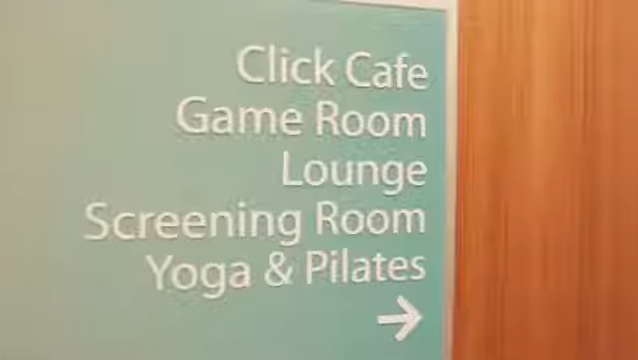 Click Cafe
Game Room
Lounge
Screening Room
Yoga & Pilates
→